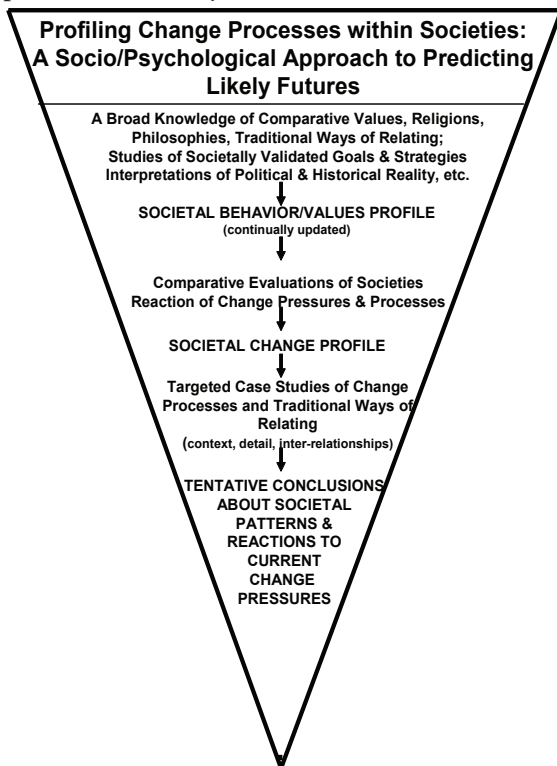 Profiling Change Processes within Societies:
A Socio/Psychological Approach to Predicting
Likely Futures
A Broad Knowledge of Comparative Values, Religions,
Philosophies, Traditional Ways of Relating;
Studies of Societally Validated Goals & Strategies
Interpretations of Political & Historical Reality, etc.
SOCIETAL BEHAVIOR/VALUES PROFILE
(continually updated)
Comparative Evaluations of Societies
Reaction of Change Pressures & Processes
SOCIETAL CHANGE PROFILE
Targeted Case Studies of Change
Processes and Traditional Ways of
Relating
(context, detail, inter-relationships)
TENTATIVE CONCLUSIONS
ABOUT SOCIETAL
PATTERNS &
REACTIONS TO
CURRENT
CHANGE
PRESSURES